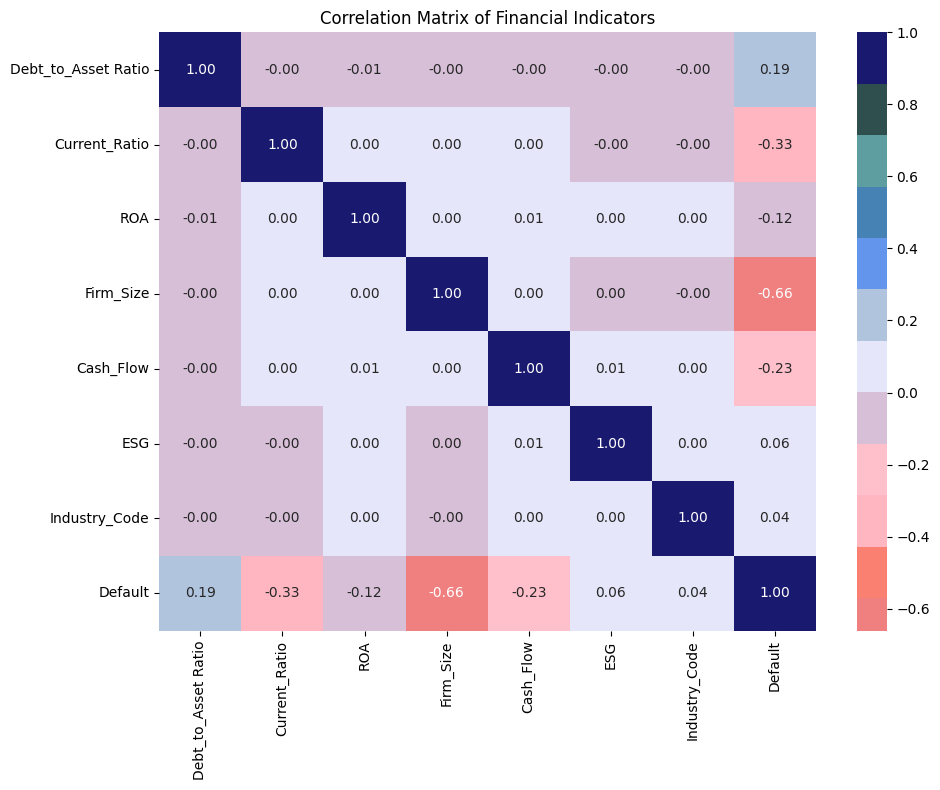 Correlation Matrix of Financial Indicators
Debt_to_Asset Ratio 1.00 -0.00 -0.01 -0.00 -0.00 -0.00 -0.00 0.19
Current_Ratio -0.00 1.00 0.00 0.00 0.00 -0.00 -0.00 -0.33
ROA -0.01 0.00 1.00 0.00 0.01 0.00 0.00 -0.12
Firm_Size -0.00 0.00 0.00 1.00 0.00 0.00 -0.00 -0.66
Cash_Flow -0.00 0.00 0.01 0.00 1.00 0.01 0.00 -0.23
ESG -0.00 -0.00 0.00 0.00 0.01 1.00 0.00 0.06
Industry_Code -0.00 -0.00 0.00 -0.00 0.00 0.00 1.00 0.04
Default 0.19 -0.33 -0.12 -0.66 -0.23 0.06 0.04 1.00
Debt_to_Asset Ratio
Current_Ratio
ROA
Firm_Size
Cash_Flow
ESG
Industry_Code
Default
1.0
0.8
0.6
0.4
0.2
0.0
−0.2
−0.4
−0.6